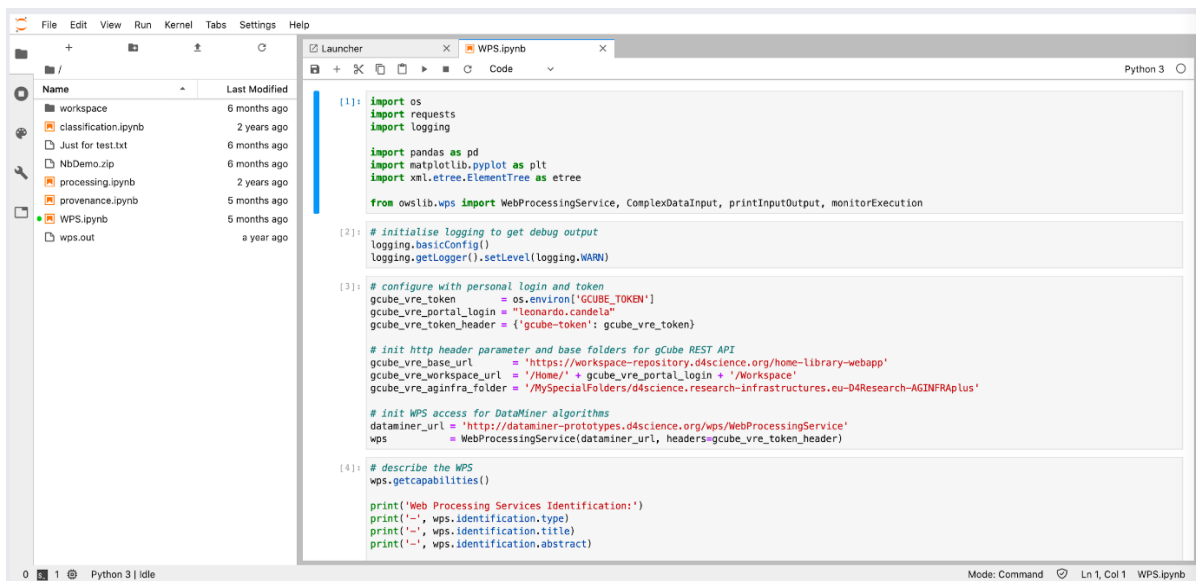 File Edit View Run Kernel Tabs Settings Help
Launcher
WPS.ipynb
/
Code
Python 3
Name Last Modified
workspace 6 months ago
classification.ipynb 2 years ago
Just for test.txt 6 months ago
NbDemo.zip 6 months ago
processing.ipynb 2 years ago
provenance.ipynb 5 months ago
WPS.ipynb 5 months ago
wps.out a year ago
[1]: import os
import requests
import logging
import pandas as pd
import matplotlib.pyplot as plt
import xml.etree.ElementTree as etree
from owslib.wps import WebProcessingService, ComplexDataInput, printInputOutput, monitorExecution
[2]: # initialise logging to get debug output
logging.basicConfig()
logging.getLogger().setLevel(logging.WARN)
[3]: # configure with personal login and token
gcube_vre_token = os.environ['GCUBE_TOKEN']
gcube_vre_portal_login = "leonardo.candela"
gcube_vre_token_header = {'gcube-token': gcube_vre_token}
# init http header parameter and base folders for gCube REST API
gcube_vre_base_url = 'https://workspace-repository.d4science.org/home-library-webapp'
gcube_vre_workspace_url = '/Home/' + gcube_vre_portal_login + '/Workspace'
gcube_vre_aginfra_folder = '/MySpecialFolders/d4science.research-infrastructures.eu-D4Research-AGINFRAplus'
# init WPS access for DataMiner algorithms
dataminer_url = 'http://dataminer-prototypes.d4science.org/wps/WebProcessingService'
wps = WebProcessingService(dataminer_url, headers=gcube_vre_token_header)
[4]: # describe the WPS
wps.getcapabilities()
print('Web Processing Services Identification:')
print('-', wps.identification.type)
print('-', wps.identification.title)
print('-', wps.identification.abstract)
0 1 Python 3 | Idle
Mode: Command Ln 1, Col 1 WPS.ipynb